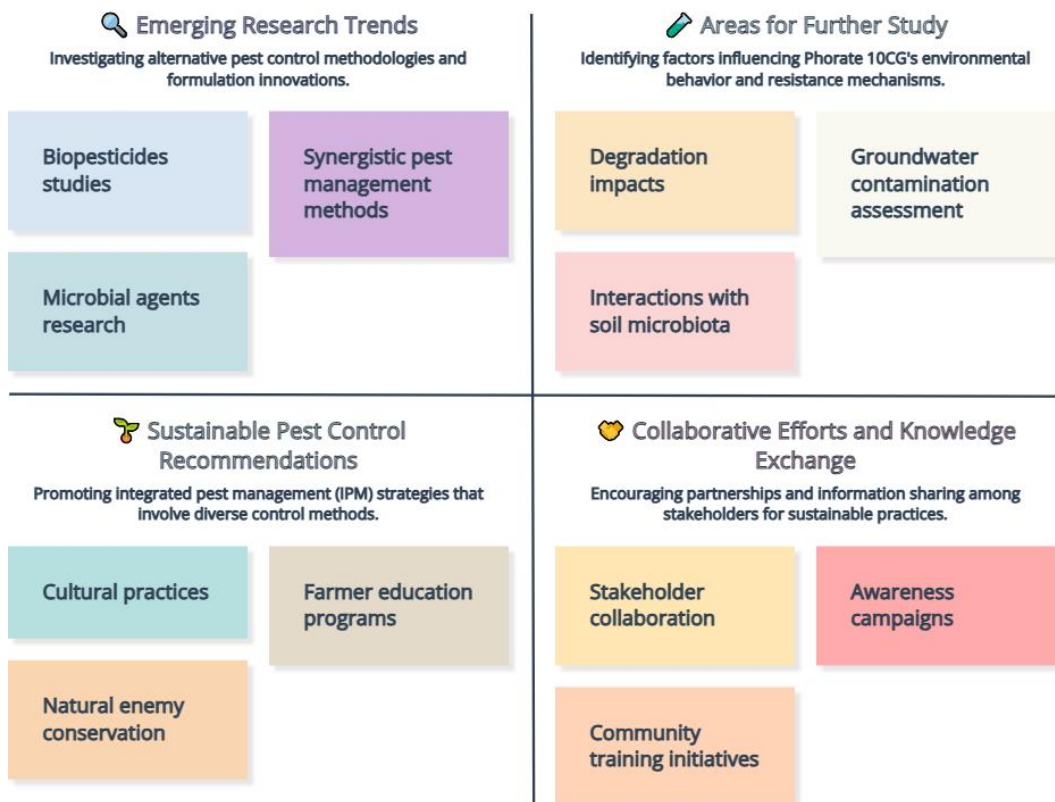 Emerging Research Trends
Investigating alternative pest control methodologies and
formulation innovations.
Biopesticides
studies
Synergistic pest
management
methods
Microbial agents
research
Areas for Further Study
Identifying factors influencing Phorate 10CG's environmental
behavior and resistance mechanisms.
Degradation
impacts
Groundwater
contamination
assessment
Interactions with
soil microbiota
Sustainable Pest Control
Recommendations
Promoting integrated pest management (IPM) strategies that
involve diverse control methods.
Cultural practices
Farmer education
programs
Natural enemy
conservation
Collaborative Efforts and Knowledge
Exchange
Encouraging partnerships and information sharing among
stakeholders for sustainable practices.
Stakeholder
collaboration
Awareness
campaigns
Community
training initiatives